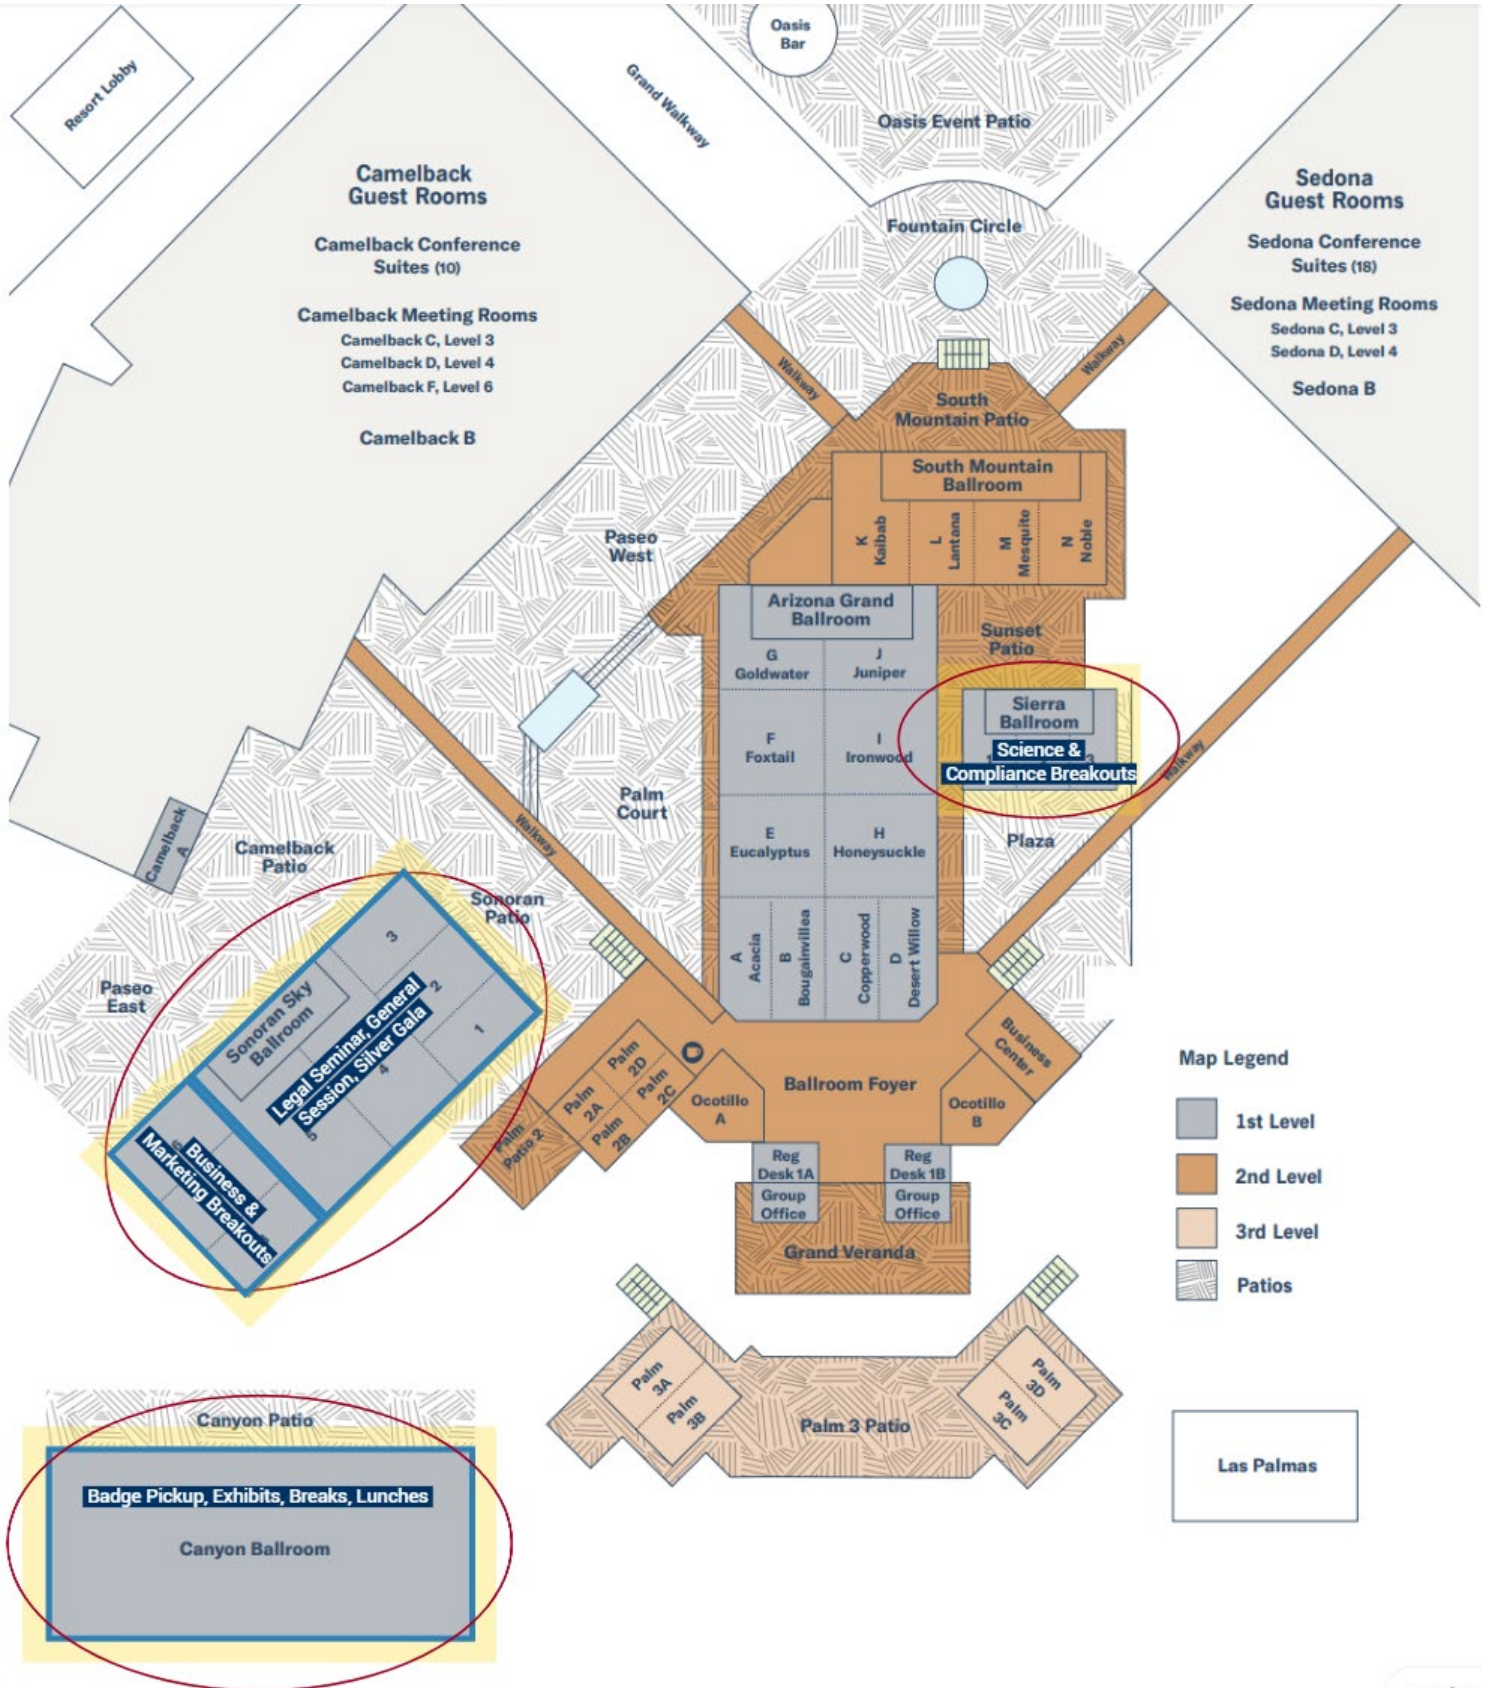 Resort Lobby
Oasis
Bar
Grand Walkway
Oasis Event Patio
Camelback
Guest Rooms
Camelback Conference
Suites (10)
Camelback Meeting Rooms
Camelback C, Level 3
Camelback D, Level 4
Camelback F, Level 6
Camelback B
Fountain Circle
Sedona
Guest Rooms
Sedona Conference
Suites (18)
Sedona Meeting Rooms
Sedona C, Level 3
Sedona D, Level 4
Sedona B
Walkway
Walkway
South
Mountain Patio
South Mountain
Ballroom
K
Kaibab
L
Lantana
M
Mesquite
N
Noble
Paseo
West
Arizona Grand
Ballroom
G
Goldwater
J
Juniper
F
Foxtail
I
Ironwood
E
Eucalyptus
H
Honeysuckle
A
Acacia
B
Bougainvillea
C
Copperwood
D
Desert Willow
Sunset
Patio
Sierra
Ballroom
1 3
Science &
Compliance Breakouts
Walkway
Plaza
Palm
Court
Walkway
Camelback
A
Camelback
Patio
Sonoran
Patio
Paseo
East
Sonoran Sky
Ballroom
3
2
1
4
5
Legal Seminar, General
Session, Silver Gala
6
Business &
Marketing Breakouts
Palm
2D
Palm
2A
Palm
2C
Palm
2B
Palm
Patio 2
Ocotillo
A
Ballroom Foyer
Business
Center
Ocotillo
B
Reg
Desk 1A
Reg
Desk 1B
Group
Office
Group
Office
Grand Veranda
Palm
3A
Palm
3B
Palm 3 Patio
Palm
3D
Palm
3C
Map Legend
1st Level
2nd Level
3rd Level
Patios
Las Palmas
Canyon Patio
Badge Pickup, Exhibits, Breaks, Lunches
Canyon Ballroom